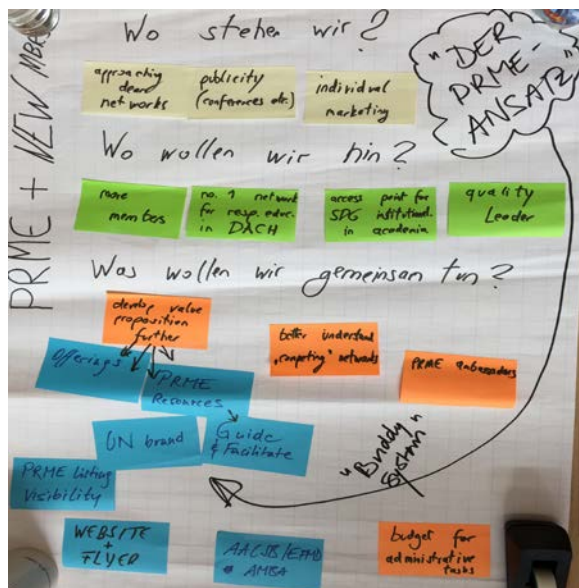 PRME + NEW MBRS
Wo stehen wir?
"DER
PRME-
ANSATZ"
approaching
deans
networks
publicity
(conferences etc.)
individual
marketing
Wo wollen wir hin?
more
members
no. 1 network
for resp. educ.
in DACH
access point for
SDG institutional.
in academia
quality
Leader
Was wollen wir gemeinsam tun?
develop value
proposition
further
better understand
"competing" networks
PRME ambassadors
Offerings
PRME
Resources
UN brand
Guide
& Facilitate
"Buddy
System"
PRME Listing
Visibility
WEBSITE
+
FLYER
AACSB/EFMD
AMBA
budget for
administrative
tasks